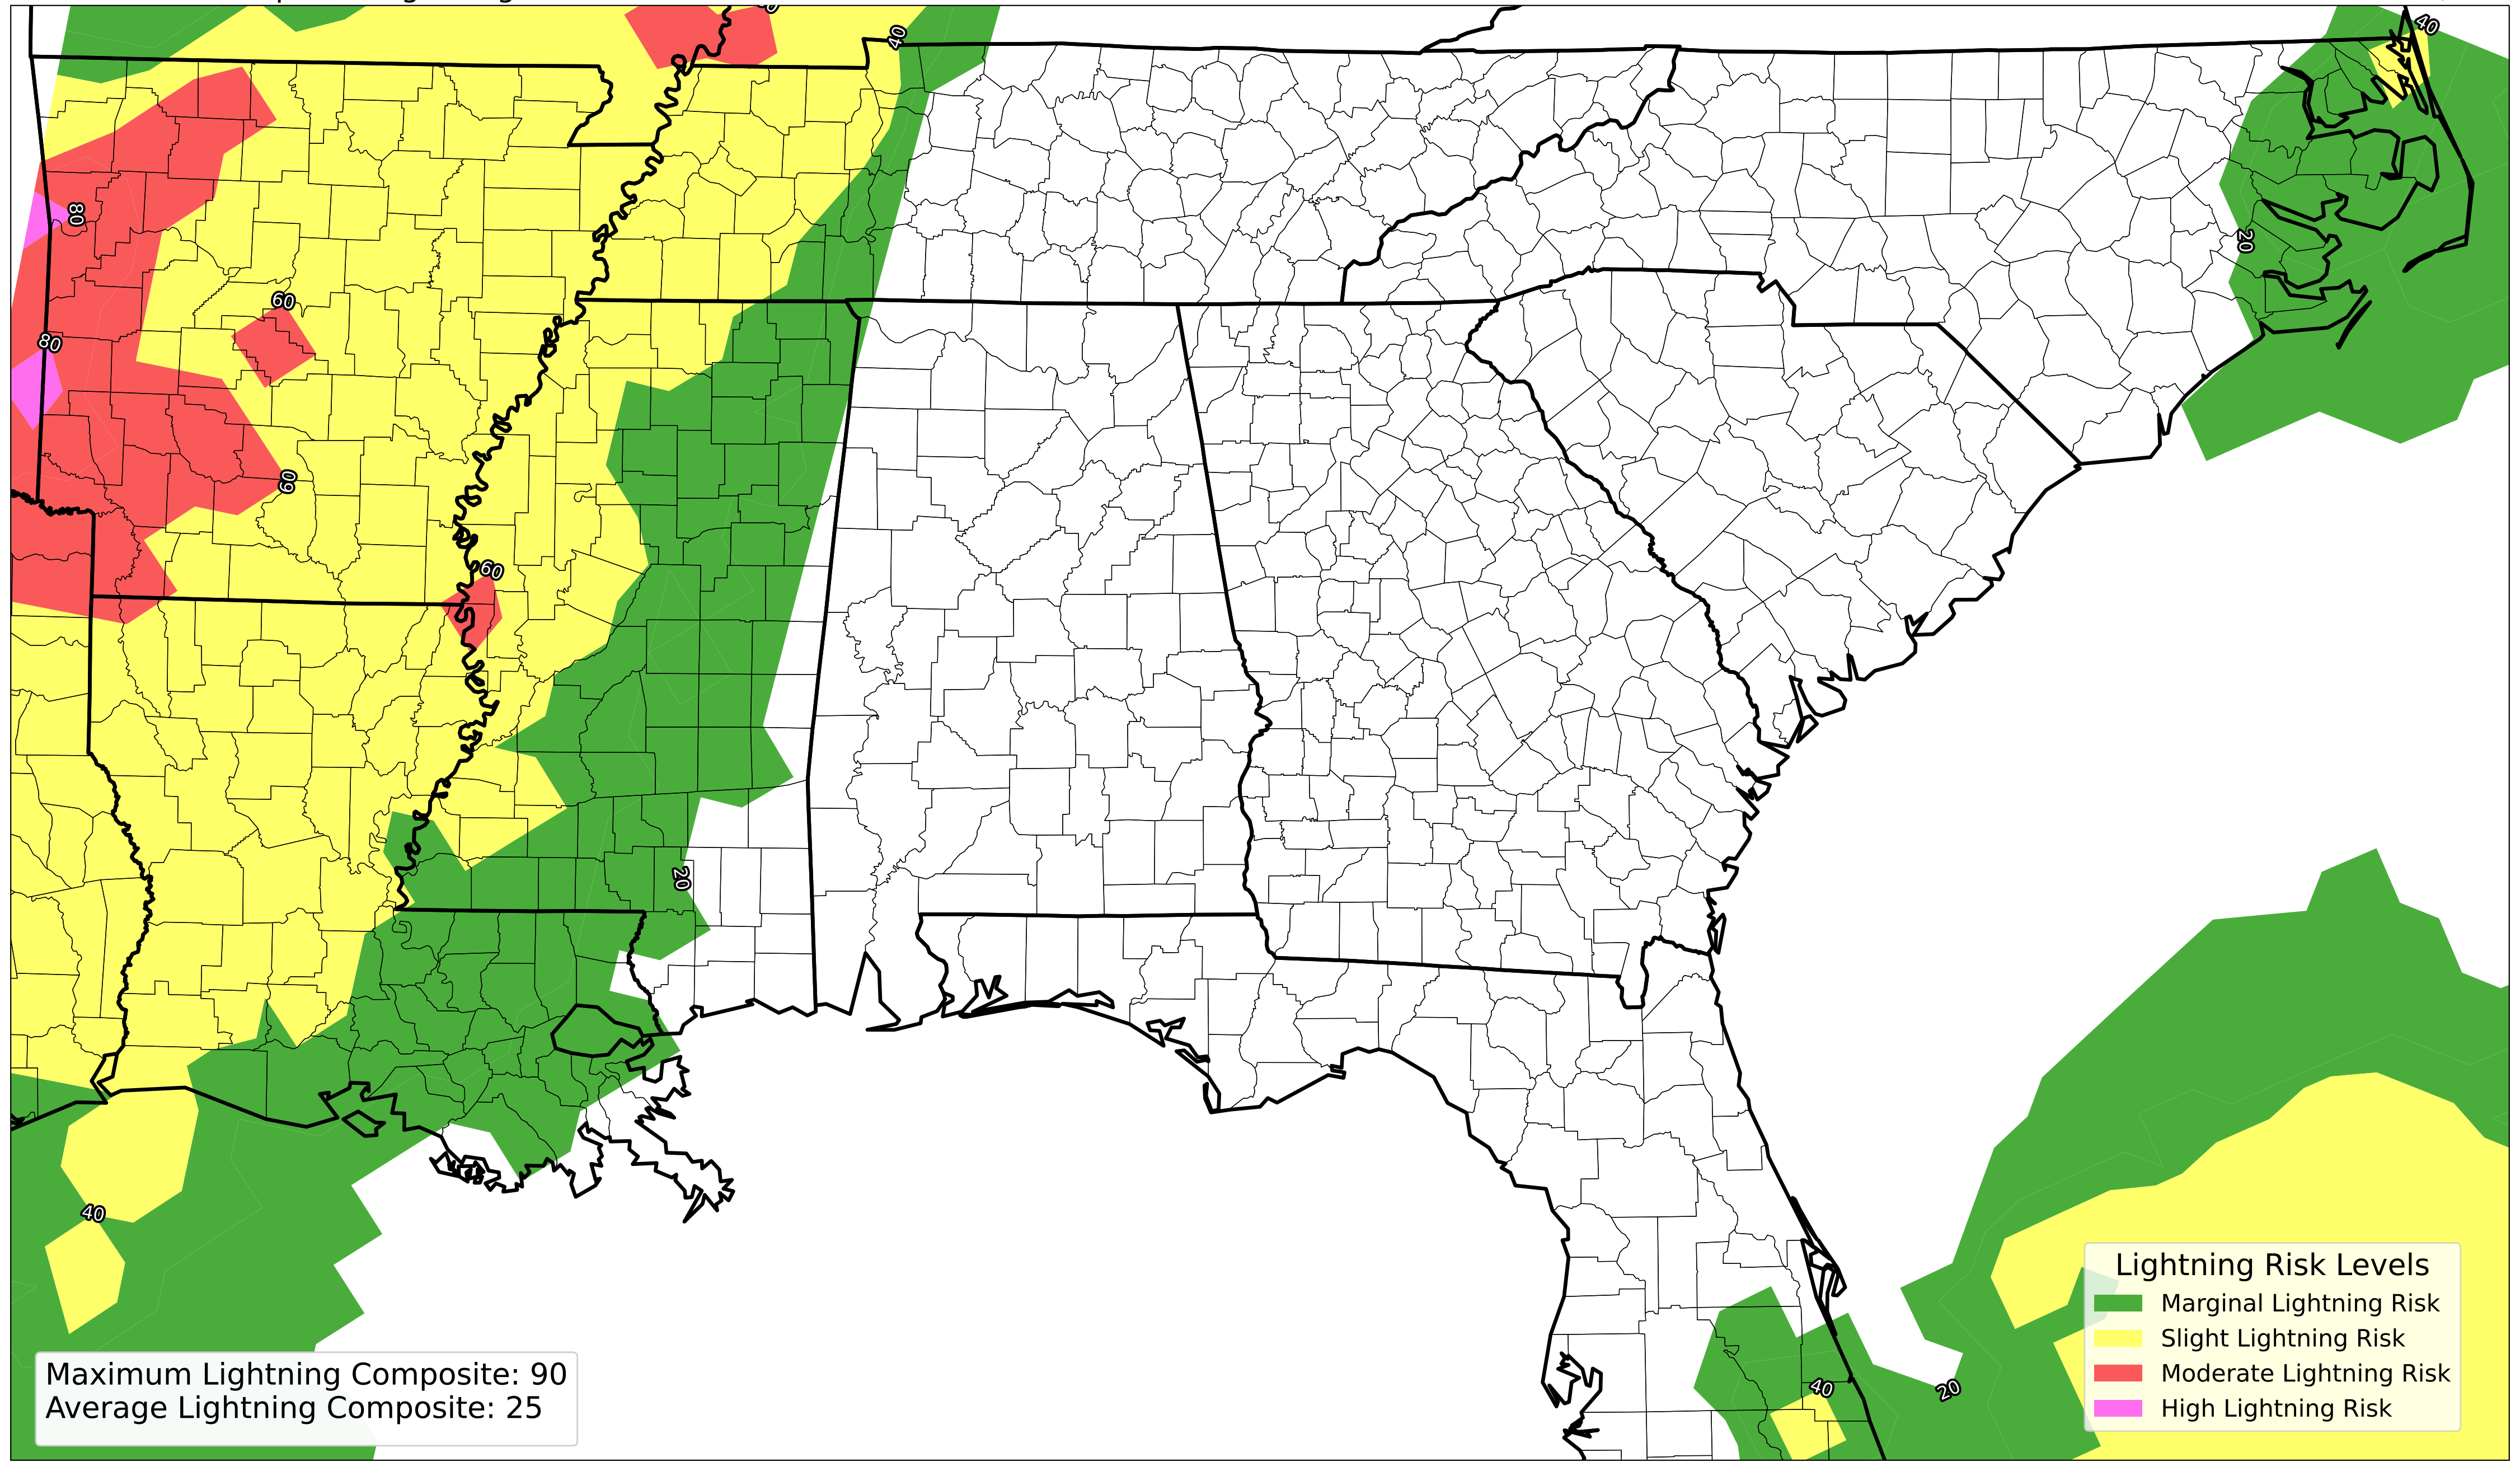 40
40
80
20
60
80
60
60
20
40
Lightning Risk Levels
Marginal Lightning Risk
Slight Lightning Risk
Moderate Lightning Risk
High Lightning Risk
40
20
Maximum Lightning Composite: 90
Average Lightning Composite: 25